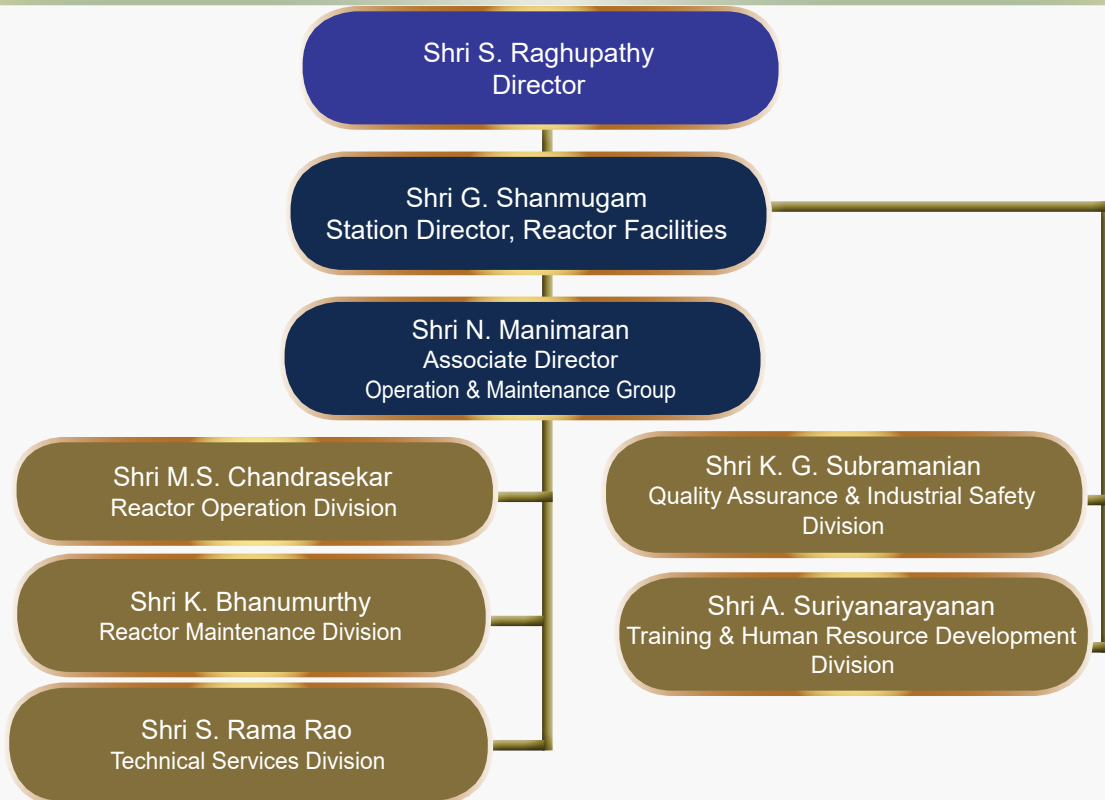 Shri S. Raghupathy
Director
Shri G. Shanmugam
Station Director, Reactor Facilities
Shri N. Manimaran
Associate Director
Operation & Maintenance Group
Shri M.S. Chandrasekar
Reactor Operation Division
Shri K. Bhanumurthy
Reactor Maintenance Division
Shri S. Rama Rao
Technical Services Division
Shri K. G. Subramanian
Quality Assurance & Industrial Safety
Division
Shri A. Suriyanarayanan
Training & Human Resource Development
Division